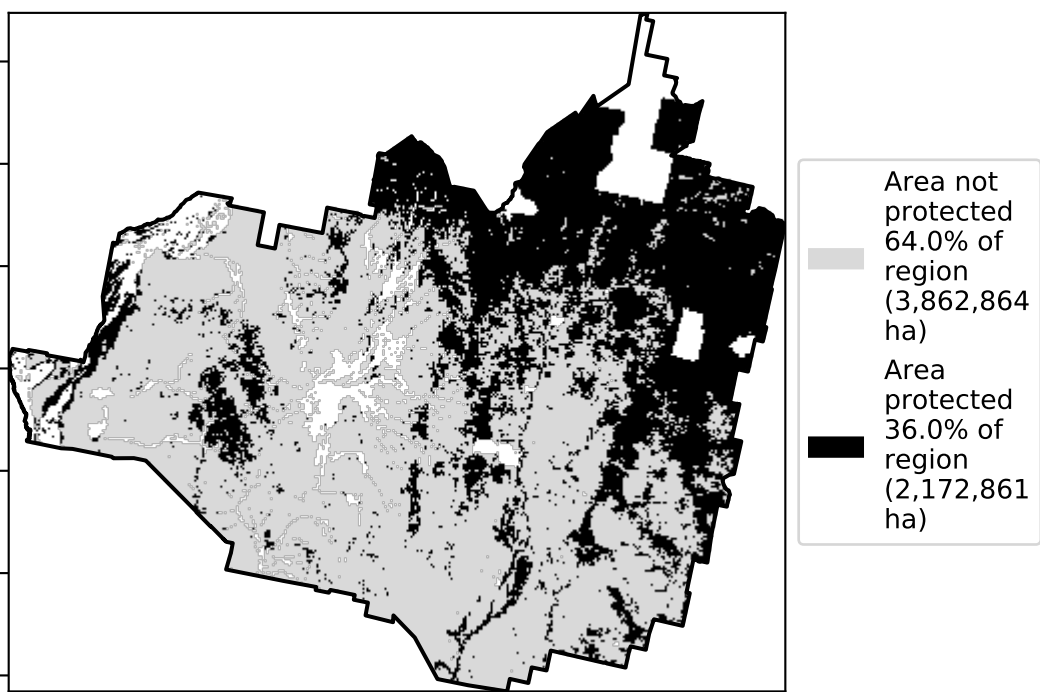 Area not
protected
64.0% of
region
(3,862,864
ha)
Area
protected
36.0% of
region
(2,172,861
ha)